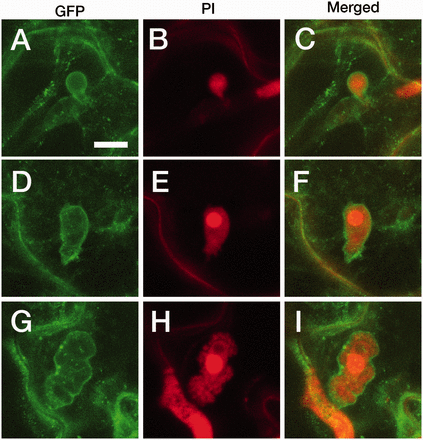 GFP PI Merged
A B C
D E F
G H I